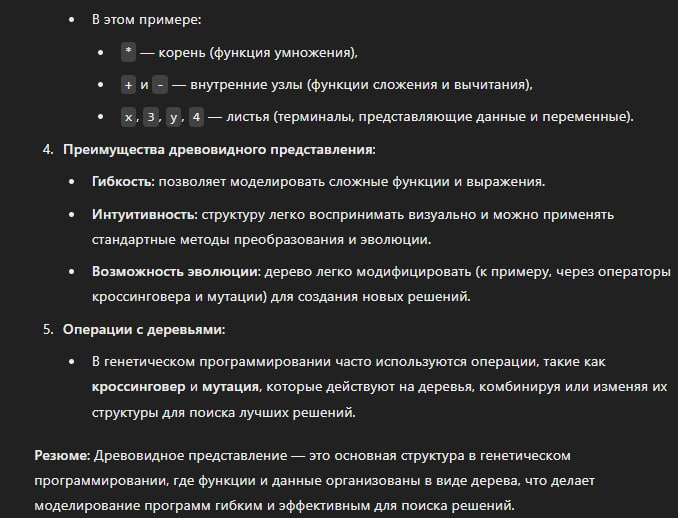 • В этом примере:
• * — корень (функция умножения),
• + и - — внутренние узлы (функции сложения и вычитания),
• x, 3, y, 4 — листья (терминалы, представляющие данные и переменные).
4. Преимущества древовидного представления:
• Гибкость: позволяет моделировать сложные функции и выражения.
• Интуитивность: структуру легко воспринимать визуально и можно применять
стандартные методы преобразования и эволюции.
• Возможность эволюции: дерево легко модифицировать (к примеру, через операторы
кроссинговера и мутации) для создания новых решений.
5. Операции с деревьями:
• В генетическом программировании часто используются операции, такие как
кроссинговер и мутация, которые действуют на деревья, комбинируя или изменяя их
структуры для поиска лучших решений.
Резюме: Древовидное представление — это основная структура в генетическом
программировании, где функции и данные организованы в виде дерева, что делает
моделирование программ гибким и эффективным для поиска решений.